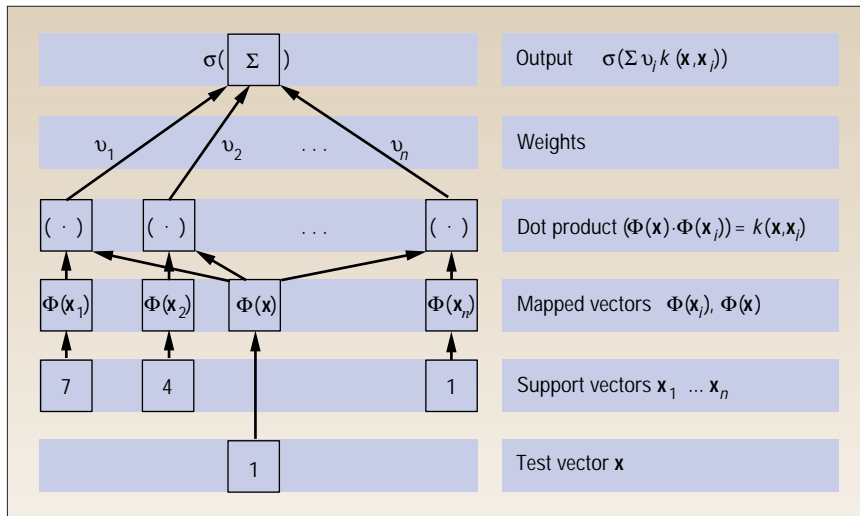 σ( Σ ) Output σ(Σ υᵢ k (x,xᵢ))
υ₁ υ₂ . . . υₙ Weights
( · ) ( · ) . . . ( · ) Dot product (Φ(x)·Φ(xᵢ)) = k(x,xᵢ)
Φ(x₁) Φ(x₂) Φ(x) Φ(xₙ) Mapped vectors Φ(xᵢ), Φ(x)
7 4 1 Support vectors x₁ ... xₙ
1 Test vector x